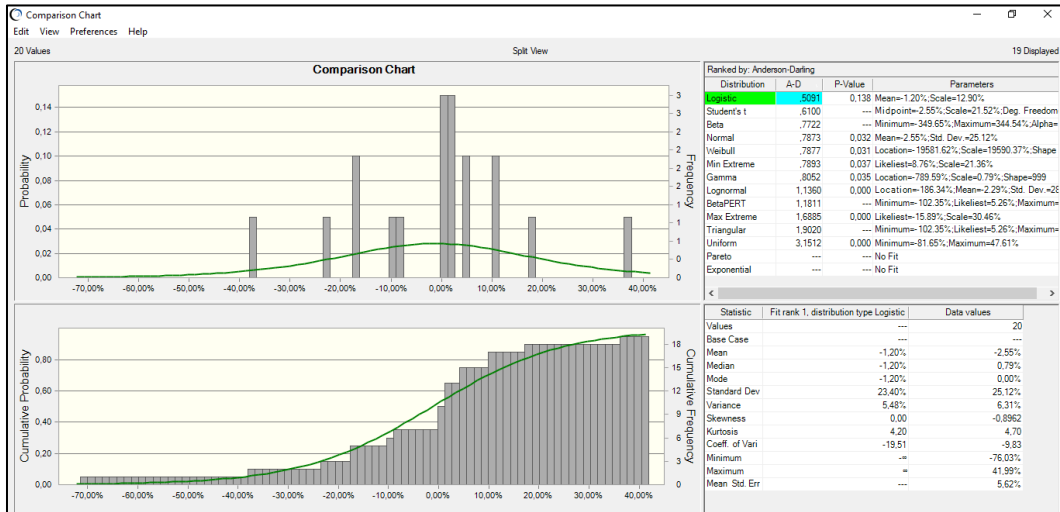 Comparison Chart
Edit View Preferences Help
20 Values Split View 19 Displayed
Comparison Chart
Probability
0,14
0,12
0,10
0,08
0,06
0,04
0,02
0,00
3
3
2
2
2
2
1
1
0
0
Frequency
-70,00% -60,00% -50,00% -40,00% -30,00% -20,00% -10,00% 0,00% 10,00% 20,00% 30,00% 40,00%
Cumulative Probability
0,80
0,60
0,40
0,20
0,00
18
15
12
9
6
3
0
Cumulative Frequency
-70,00% -60,00% -50,00% -40,00% -30,00% -20,00% -10,00% 0,00% 10,00% 20,00% 30,00% 40,00%
Ranked by: Anderson-Darling
Distribution A-D P-Value Parameters
Logistic ,5091 0,138 Mean=-1.20%;Scale=12.90%
Student's t ,6100 --- Midpoint=-2.55%;Scale=21.52%;Deg. Freedom
Beta ,7722 --- Minimum=-349.65%;Maximum=344.54%;Alpha=
Normal ,7873 0,032 Mean=-2.55%;Std. Dev.=25.12%
Weibull ,7877 0,031 Location=-19581.62%;Scale=19590.37%;Shape
Min Extreme ,7893 0,037 Likeliest=8.76%;Scale=21.36%
Gamma ,8052 0,035 Location=-789.59%;Scale=0.79%;Shape=999
Lognormal 1,1360 0,000 Location=-186.34%;Mean=-2.29%;Std. Dev.=28
BetaPERT 1,1811 --- Minimum=-102.35%;Likeliest=5.26%;Maximum=
Max Extreme 1,6885 0,000 Likeliest=-15.89%;Scale=30.46%
Triangular 1,9020 --- Minimum=-102.35%;Likeliest=5.26%;Maximum=
Uniform 3,1512 0,000 Minimum=-81.65%;Maximum=47.61%
Pareto --- --- No Fit
Exponential --- --- No Fit
Statistic Fit rank 1, distribution type Logistic Data values
Values --- 20
Base Case --- ---
Mean -1,20% -2,55%
Median -1,20% 0,79%
Mode -1,20% 0,00%
Standard Dev 23,40% 25,12%
Variance 5,48% 6,31%
Skewness 0,00 -0,8962
Kurtosis 4,20 4,70
Coeff. of Vari -19,51 -9,83
Minimum -∞ -76,03%
Maximum ∞ 41,99%
Mean Std. Err --- 5,62%